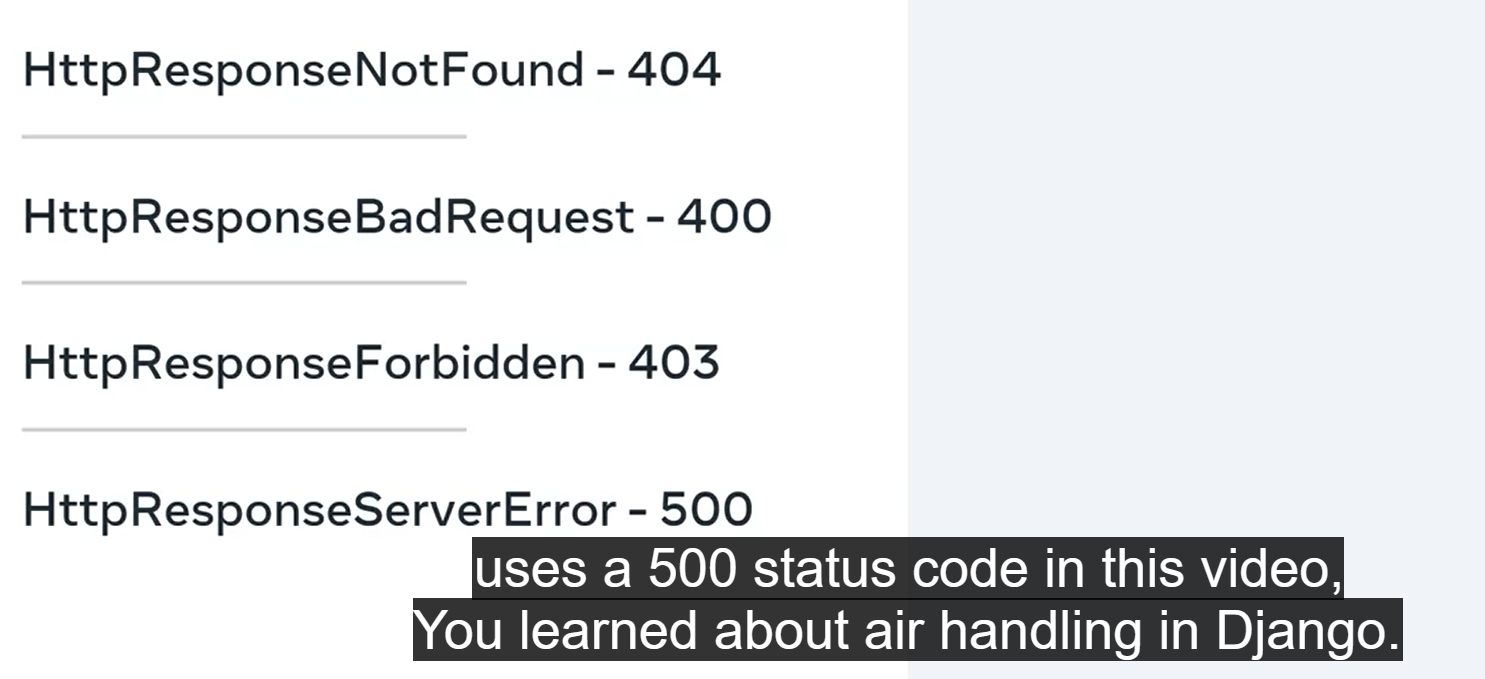 HttpResponseNotFound - 404
HttpResponseBadRequest - 400
HttpResponseForbidden - 403
HttpResponseServerError - 500
uses a 500 status code in this video,
You learned about air handling in Django.